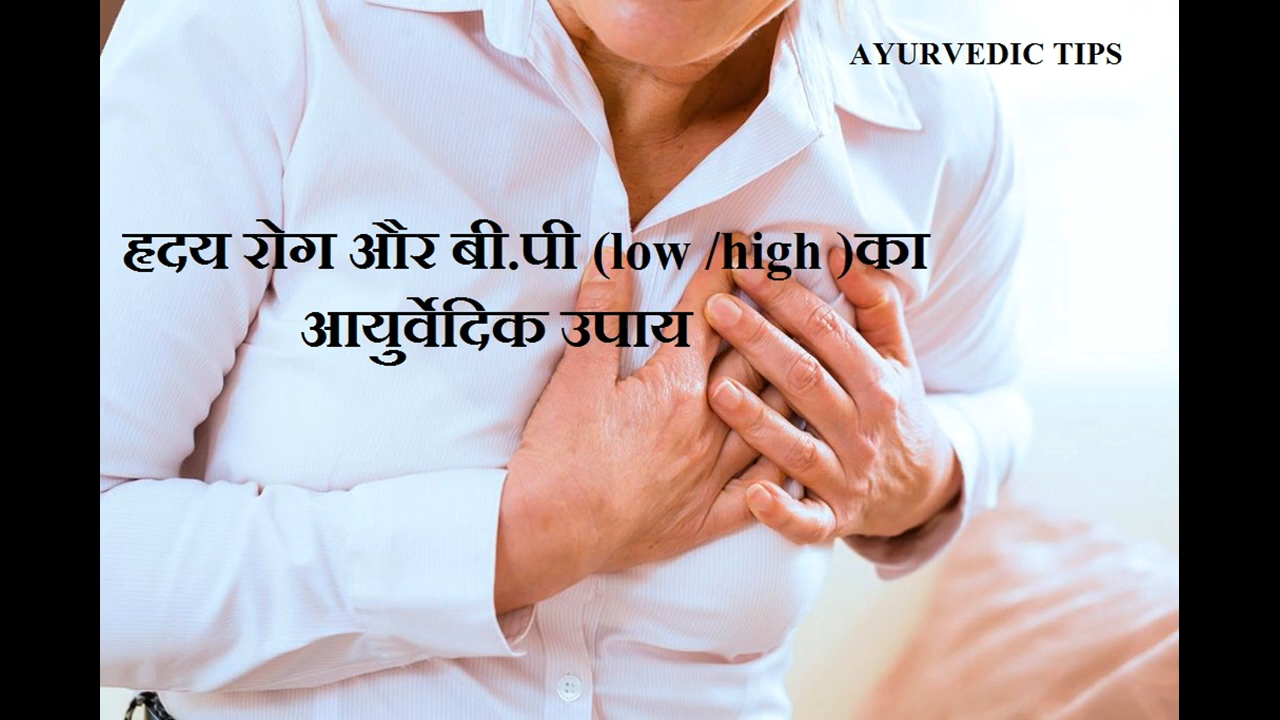 AYURVEDIC TIPS
हृदय रोग और बी.पी (low /high )का
आयुर्वेदिक उपाय